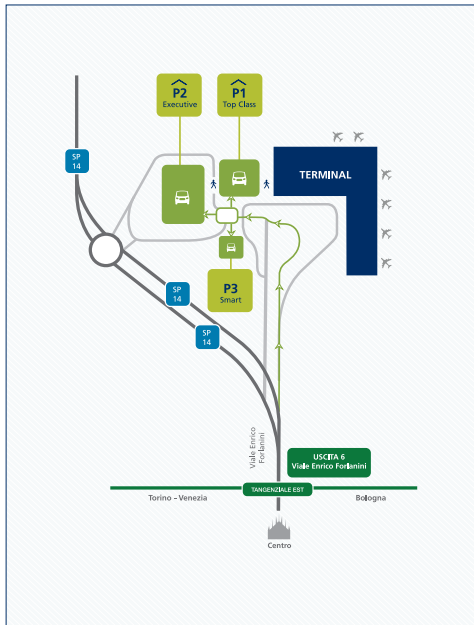 P2
Executive
P1
Top Class
TERMINAL
SP
14
P3
Smart
SP
14
SP
14
Viale Enrico
Forlanini
USCITA 6
Viale Enrico Forlanini
TANGENZIALE EST
Torino - Venezia
Bologna
Centro